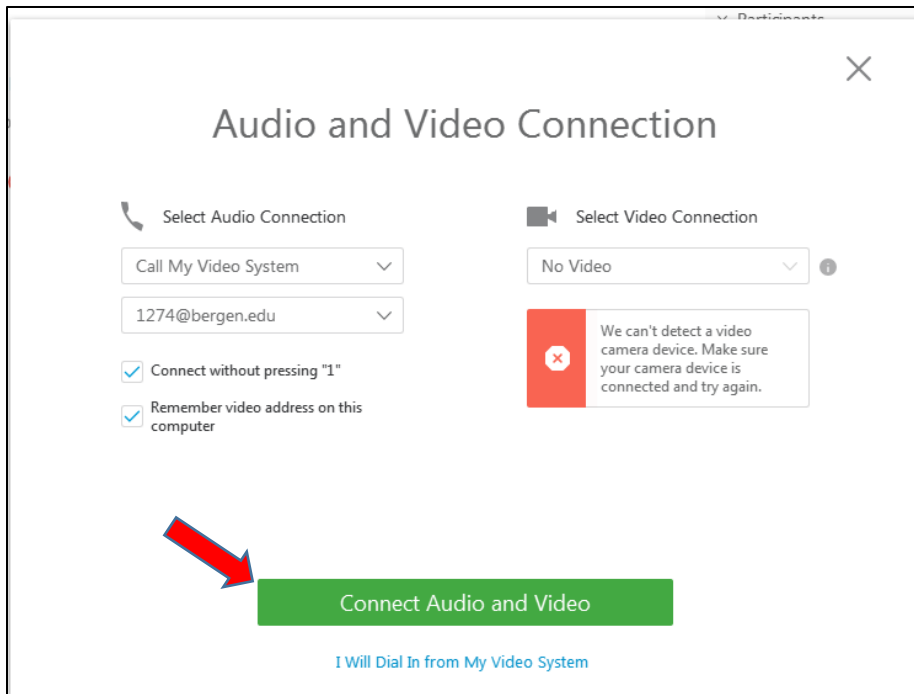 Participants
Audio and Video Connection
Select Audio Connection
Call My Video System
1274@bergen.edu
Connect without pressing "1"
Remember video address on this
computer
Select Video Connection
No Video
We can't detect a video
camera device. Make sure
your camera device is
connected and try again.
Connect Audio and Video
I Will Dial In from My Video System